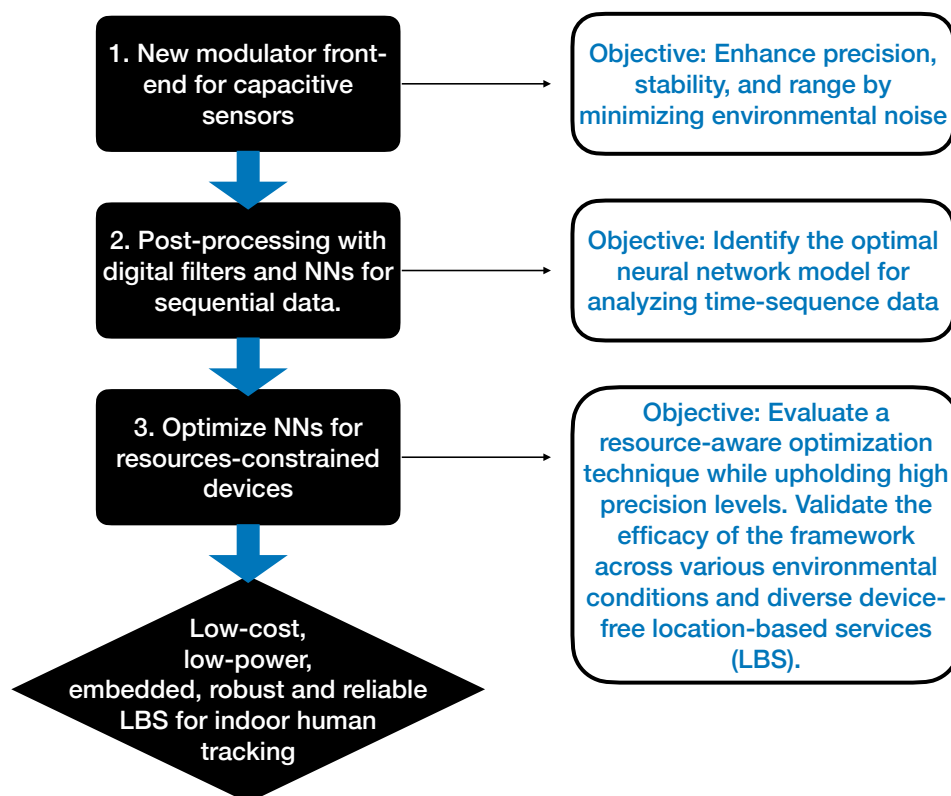 1. New modulator front-
end for capacitive
sensors
Objective: Enhance precision,
stability, and range by
minimizing environmental noise
2. Post-processing with
digital filters and NNs for
sequential data.
Objective: Identify the optimal
neural network model for
analyzing time-sequence data
3. Optimize NNs for
resources-constrained
devices
Objective: Evaluate a
resource-aware optimization
technique while upholding high
precision levels. Validate the
efficacy of the framework
across various environmental
conditions and diverse device-
free location-based services
(LBS).
Low-cost,
low-power,
embedded, robust and reliable
LBS for indoor human
tracking